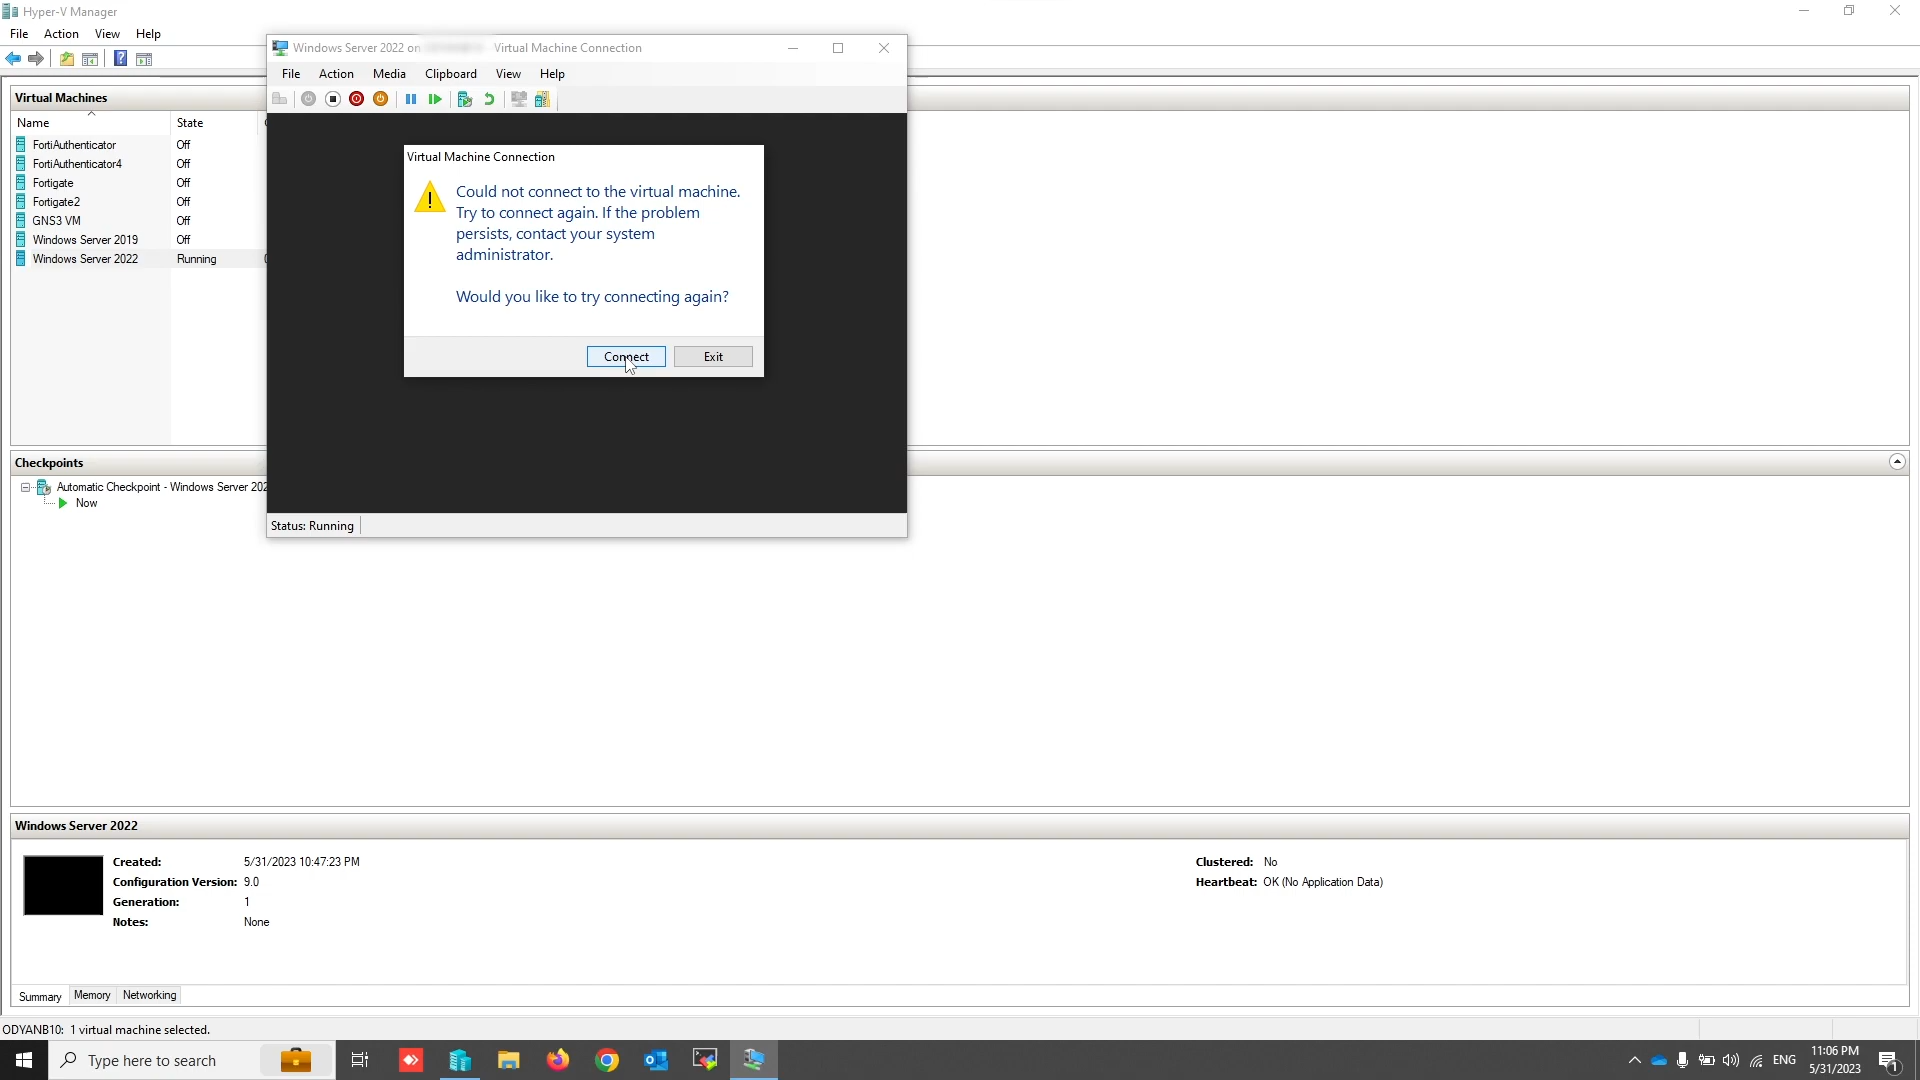 Hyper-V Manager
File Action View Help
Virtual Machines
Name State
FortiAuthenticator Off
FortiAuthenticator4 Off
Fortigate Off
Fortigate2 Off
GNS3 VM Off
Windows Server 2019 Off
Windows Server 2022 Running
Windows Server 2022 on
Virtual Machine Connection
File Action Media Clipboard View Help
Virtual Machine Connection
Could not connect to the virtual machine.
Try to connect again. If the problem
persists, contact your system
administrator.
Would you like to try connecting again?
Connect Exit
Status: Running
Checkpoints
Automatic Checkpoint - Windows Server 202
Now
Windows Server 2022
Created: 5/31/2023 10:47:23 PM
Configuration Version: 9.0
Generation: 1
Notes: None
Clustered: No
Heartbeat: OK (No Application Data)
Summary Memory Networking
ODYANB10: 1 virtual machine selected.
Type here to search
ENG
11:06 PM
5/31/2023
1